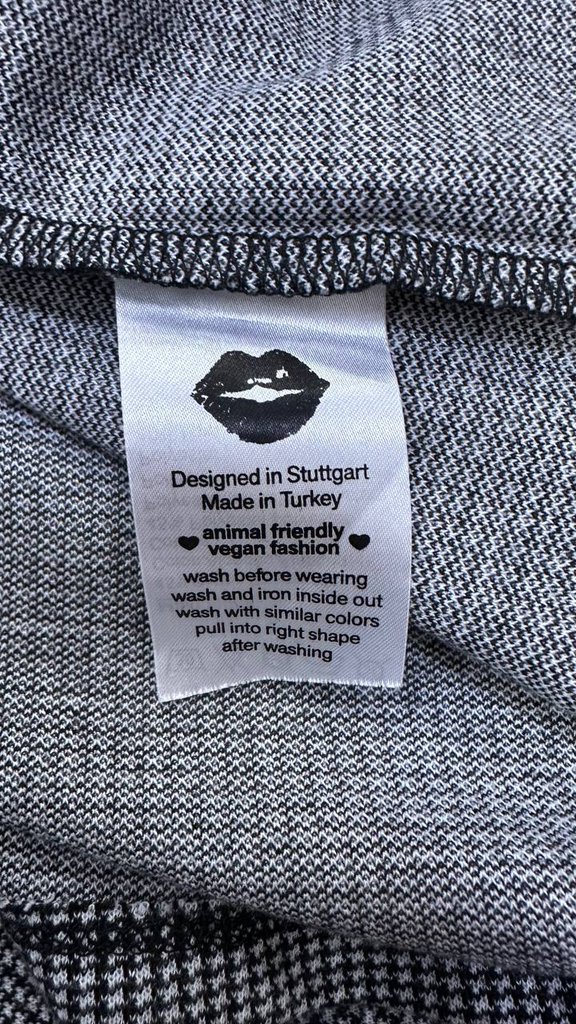 Designed in Stuttgart
Made in Turkey
animal friendly
vegan fashion
wash before wearing
wash and iron inside out
wash with similar colors
pull into right shape
after washing